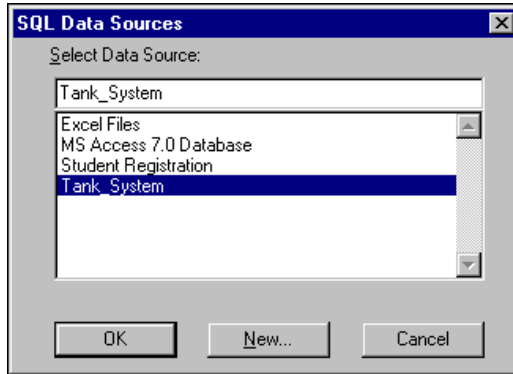 SQL Data Sources
Select Data Source:
Tank_System
Excel Files
MS Access 7.0 Database
Student Registration
Tank_System
OK New... Cancel